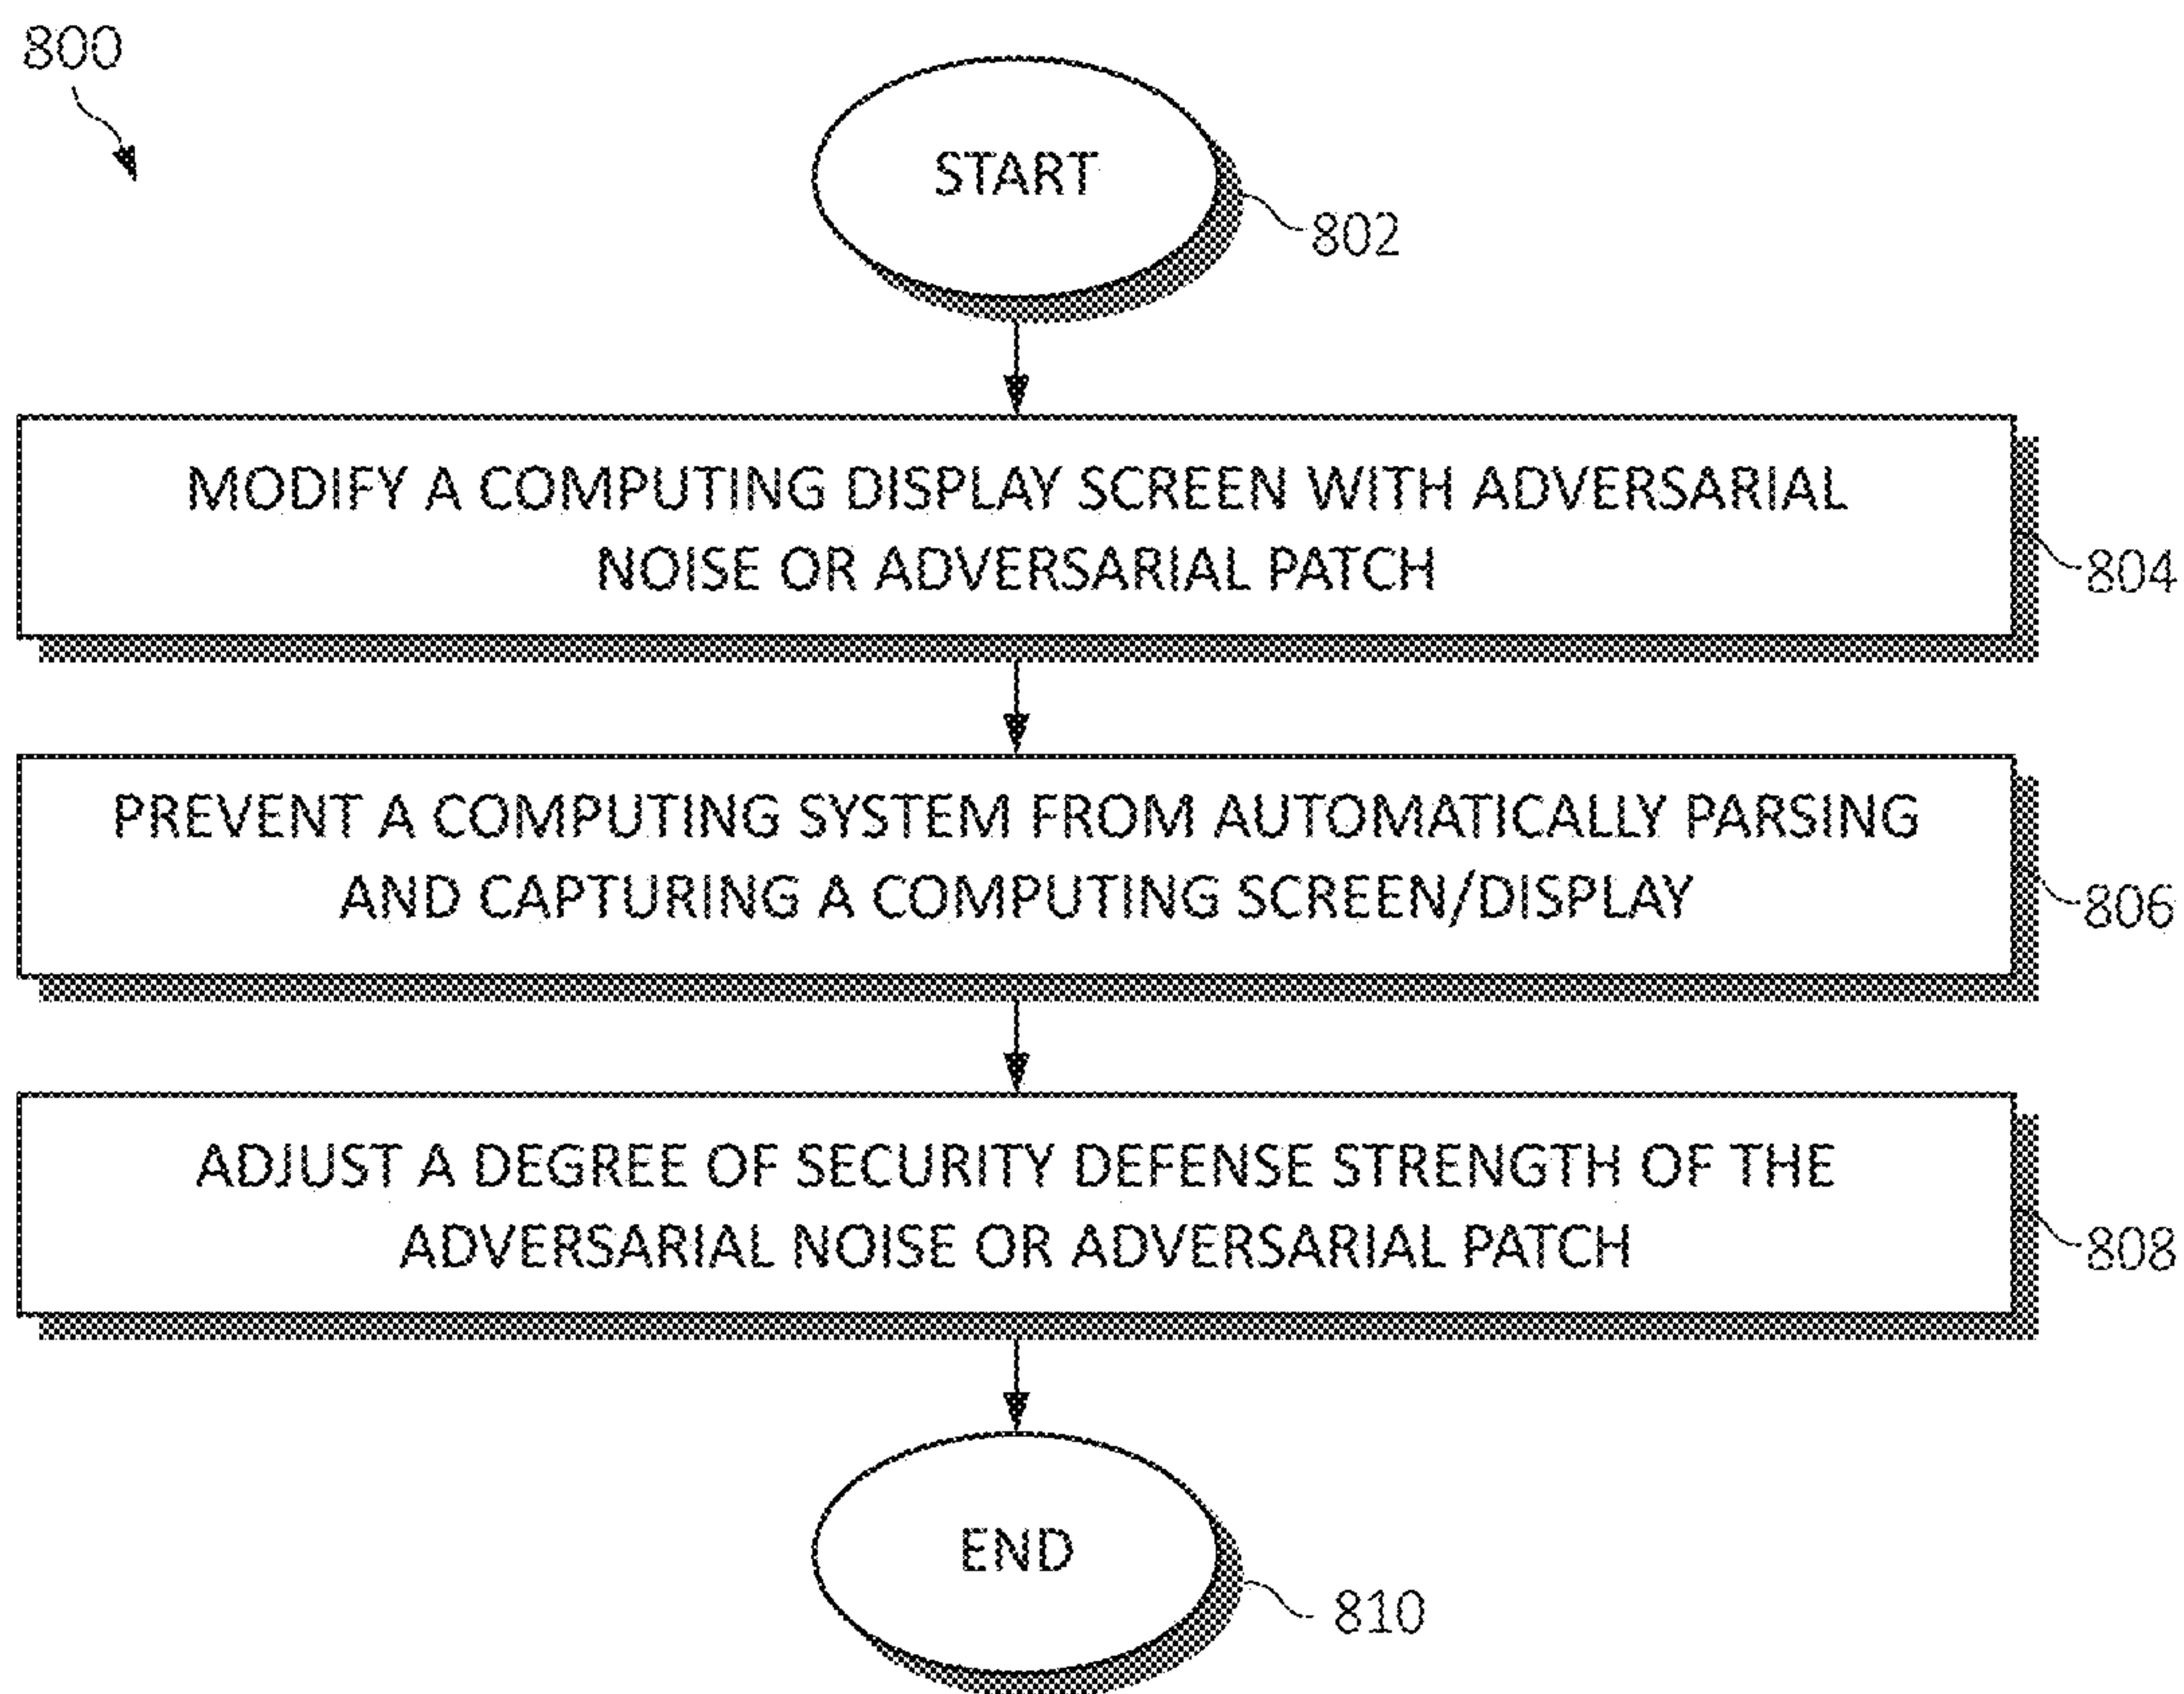 800
START
802
MODIFY A COMPUTING DISPLAY SCREEN WITH ADVERSARIAL
NOISE OR ADVERSARIAL PATCH
804
PREVENT A COMPUTING SYSTEM FROM AUTOMATICALLY PARSING
AND CAPTURING A COMPUTING SCREEN/DISPLAY
806
ADJUST A DEGREE OF SECURITY DEFENSE STRENGTH OF THE
ADVERSARIAL NOISE OR ADVERSARIAL PATCH
808
END
810